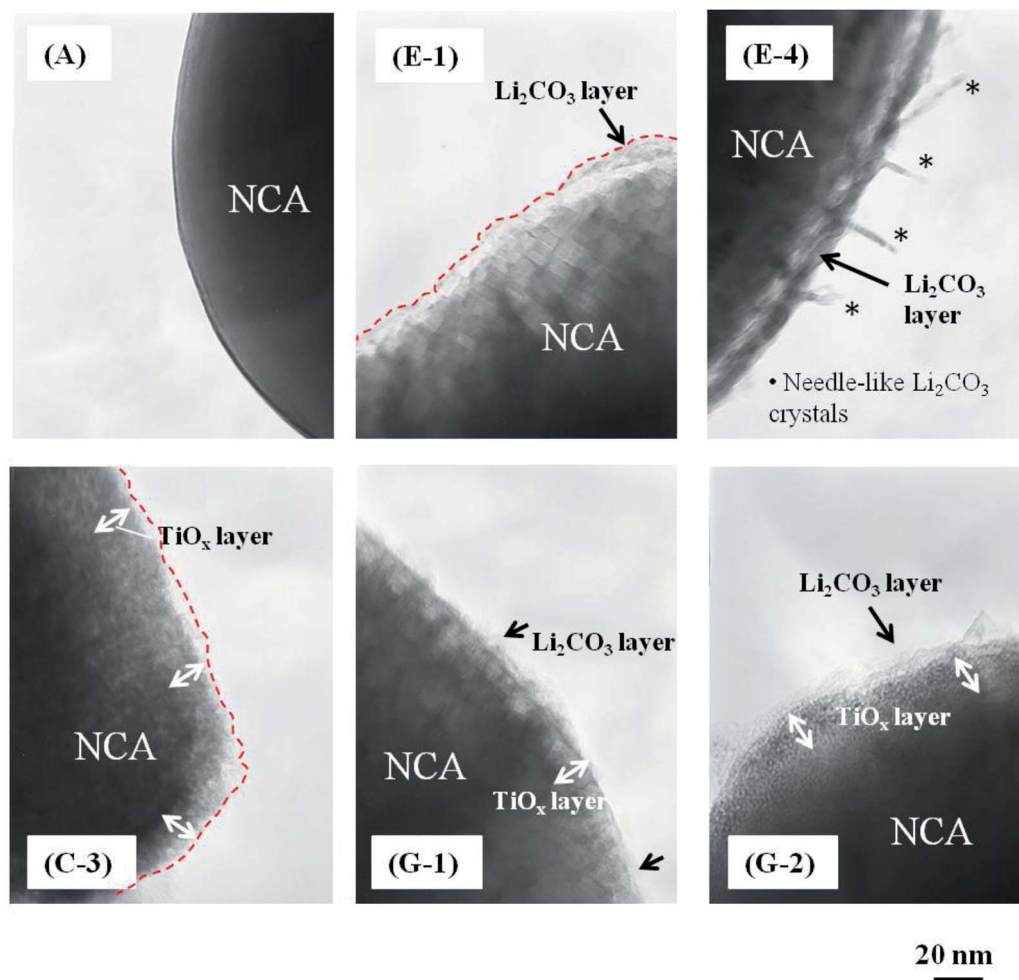 (A)
NCA
(E-1)
Li₂CO₃ layer
NCA
(E-4)
NCA
*
*
*
*
Li₂CO₃
layer
• Needle-like Li₂CO₃
crystals
TiOₓ layer
NCA
(C-3)
Li₂CO₃ layer
NCA
TiOₓ layer
(G-1)
Li₂CO₃ layer
TiOₓ layer
NCA
(G-2)
20 nm